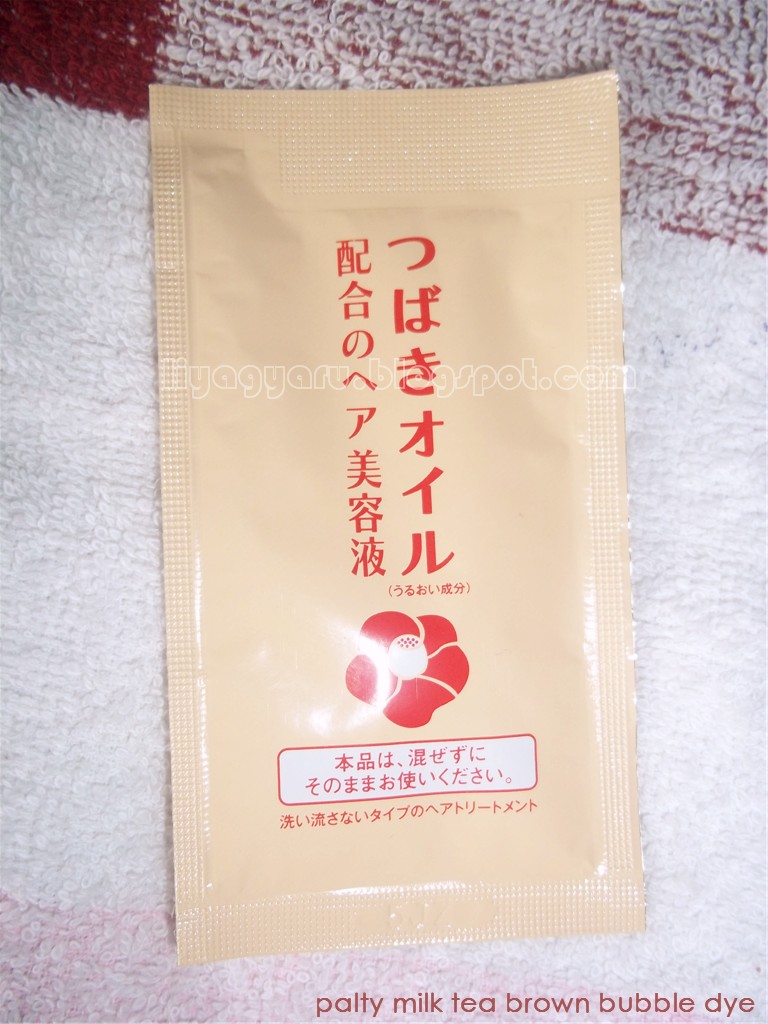 つばきオイル
配合のヘア美容液
(うるおい成分)
本品は、混ぜずに
そのままお使いください。
洗い流さないタイプのヘアトリートメント
palty milk tea brown bubble dye